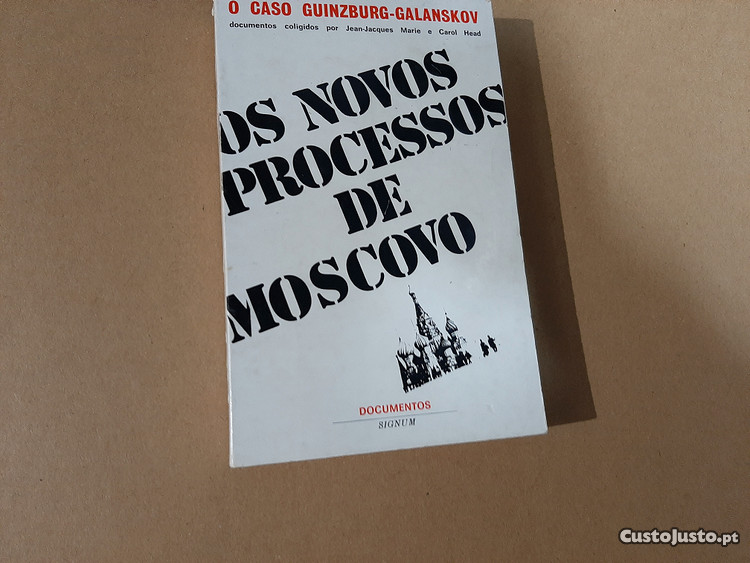 O CASO GUINZBURG-GALANSKOV
documentos coligidos por Jean-Jacques Marie e Carol Head
OS NOVOS
PROCESSOS
DE
MOSCOVO
DOCUMENTOS
SIGNUM
CustoJusto.pt